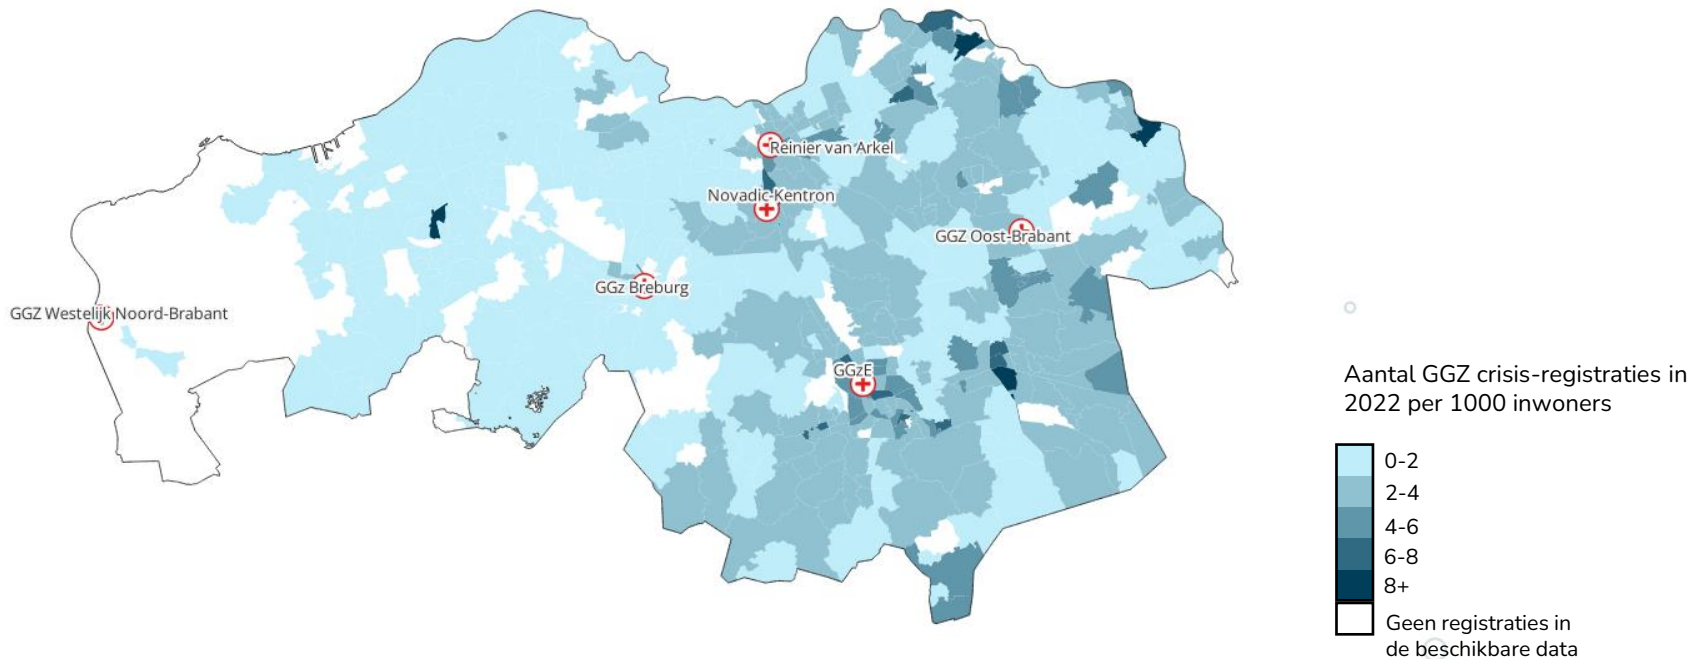 Reinier van Arkel
Novadic-Kentron
GGZ Oost-Brabant
GGz Breburg
GGZ Westelijk Noord-Brabant
GGzE
Aantal GGZ crisis-registraties in
2022 per 1000 inwoners
0-2
2-4
4-6
6-8
8+
Geen registraties in
de beschikbare data